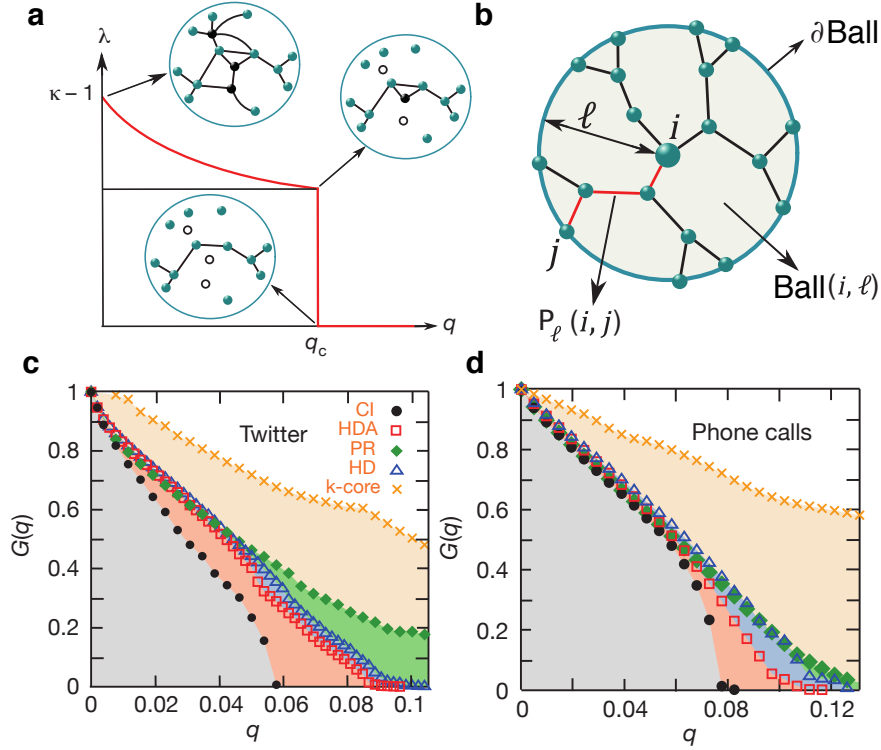 a
λ
κ – 1
q
q_c
b
∂Ball
ℓ
i
j
Ball(i, ℓ)
P_ℓ (i, j)
c
1
0.8
0.6
0.4
0.2
0
G(q)
Twitter
CI
HDA
PR
HD
k-core
0 0.02 0.04 0.06 0.08 0.1
q
d
1
0.8
0.6
0.4
0.2
0
G(q)
Phone calls
0 0.04 0.08 0.12
q